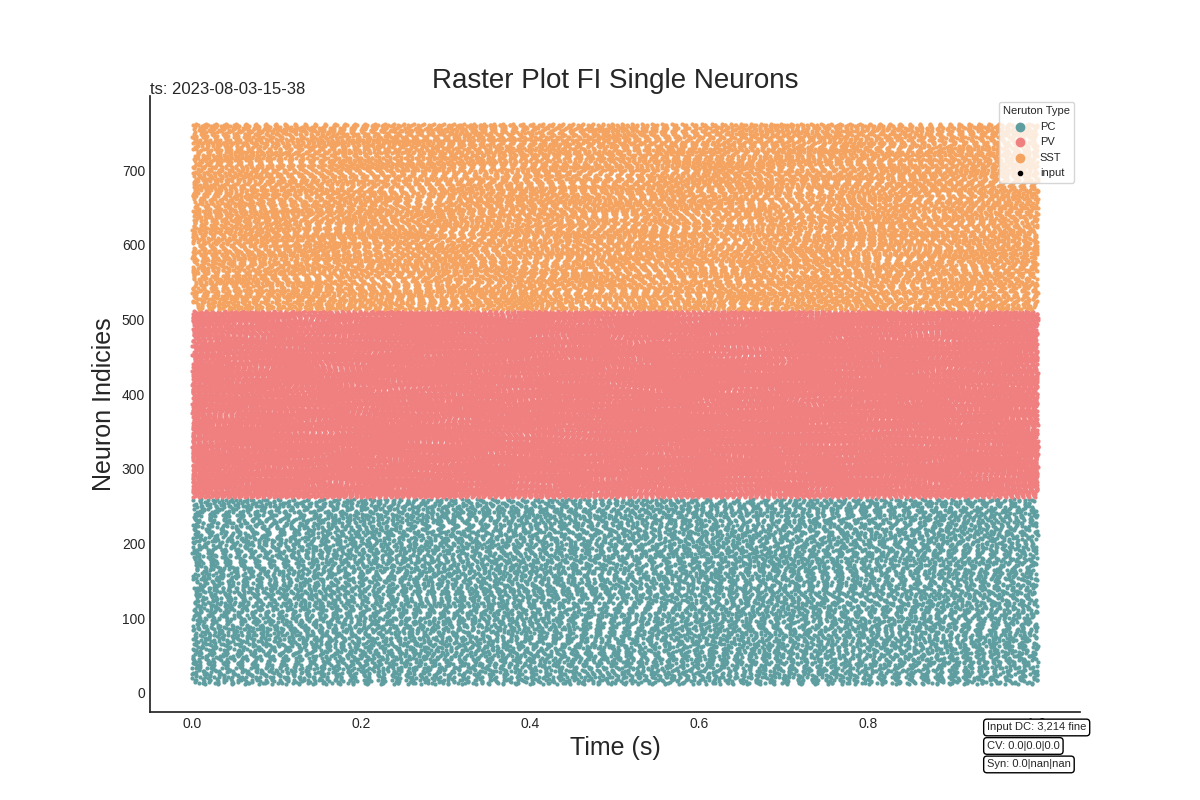 Raster Plot FI Single Neurons
ts: 2023-08-03-15-38
Neruton Type
PC
PV
SST
input
Neuron Indicies
700
600
500
400
300
200
100
0
0.0 0.2 0.4 0.6 0.8
Time (s)
Input DC: 3,214 fine
CV: 0.0|0.0|0.0
Syn: 0.0|nan|nan